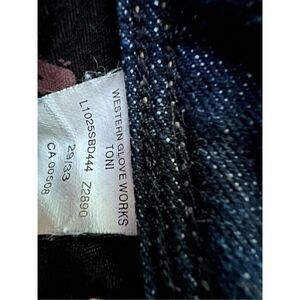 WESTERN GLOVE WORKS
TONI
L1025SBD444 Z2890
29/33
CA 00508